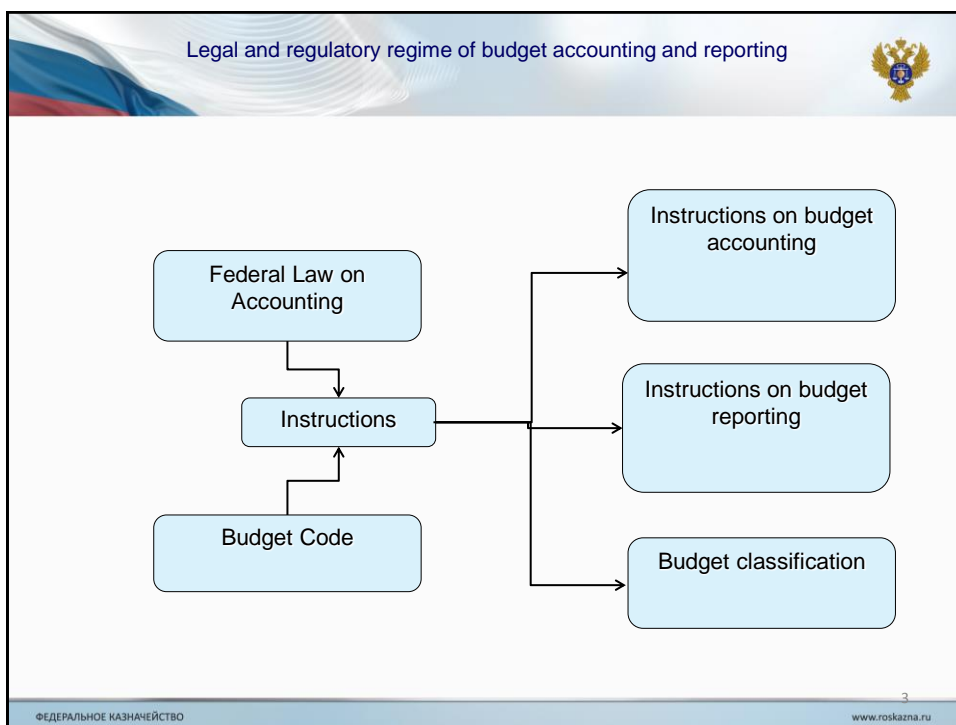 Legal and regulatory regime of budget accounting and reporting
Federal Law on
Accounting
Instructions
Budget Code
Instructions on budget
accounting
Instructions on budget
reporting
Budget classification
3
ФЕДЕРАЛЬНОЕ КАЗНАЧЕЙСТВО
www.roskazna.ru